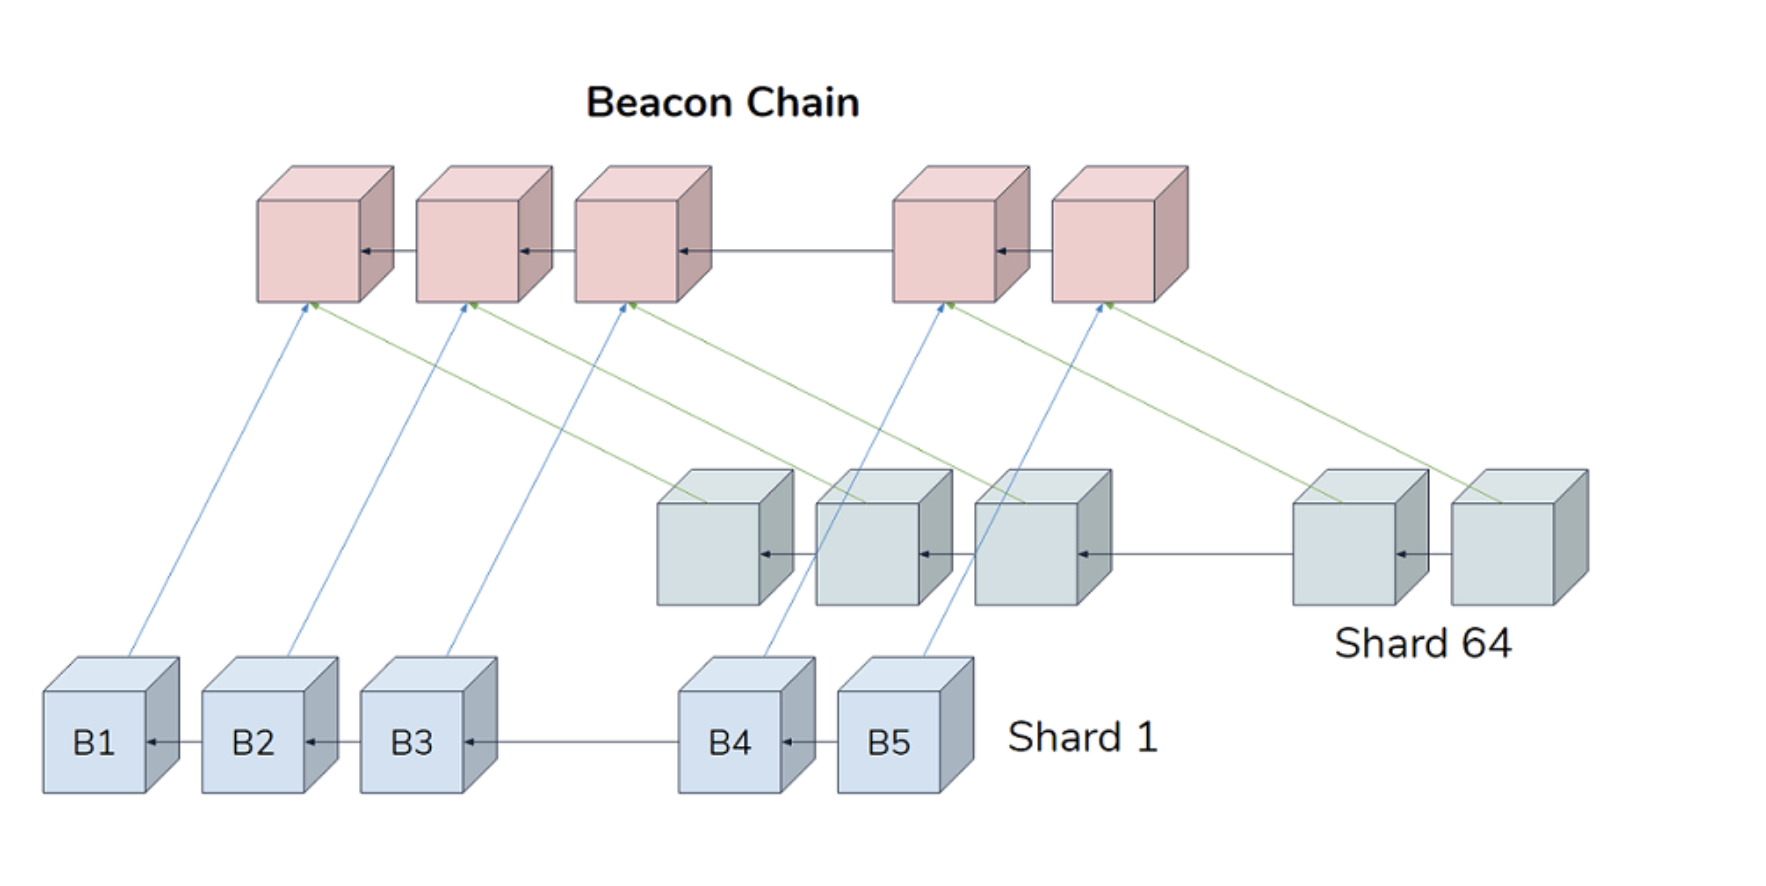 Beacon Chain
Shard 64
B1
B2
B3
B4
B5
Shard 1